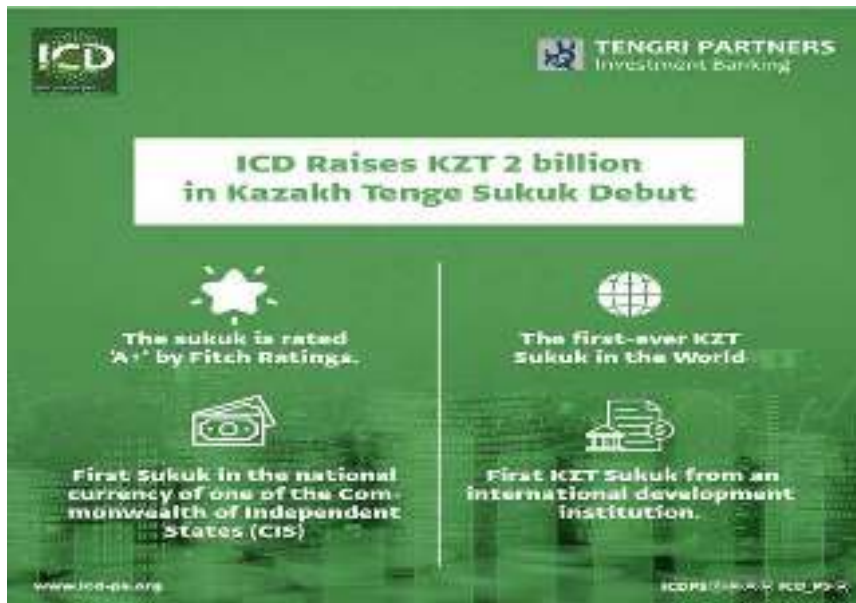 ICD
TENGRI PARTNERS
Investment Banking
ICD Raises KZT 2 billion
in Kazakh Tenge Sukuk Debut
The sukuk is rated
'A+' by Fitch Ratings.
The first-ever KZT
Sukuk in the World
First Sukuk in the national
currency of one of the Com-
monwealth of Independent
States (CIS)
First KZT Sukuk from an
international development
institution.
www.icd-ps.org
ICDPS
ICD_PS